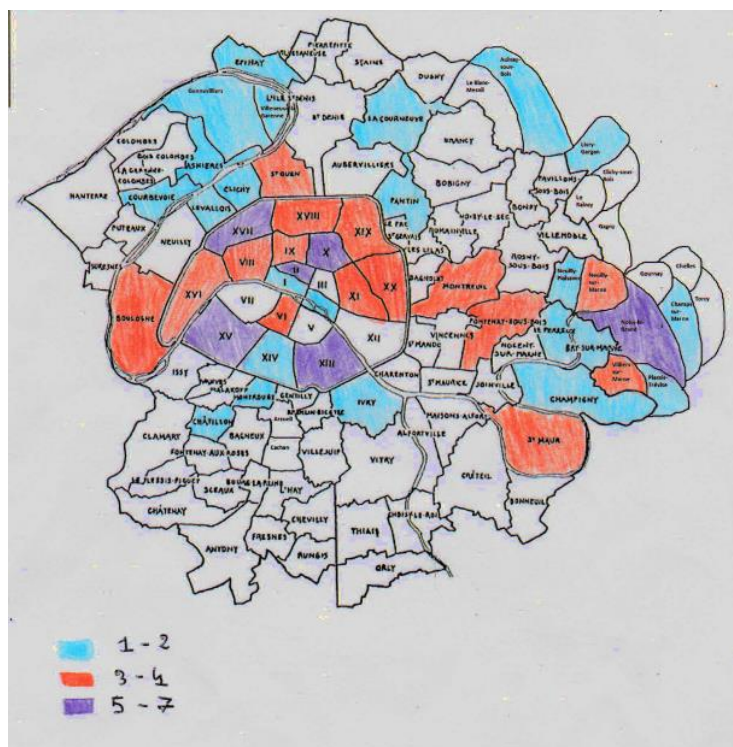 PIERREFITTE
VILLETANEUSE
STAINS
EPINAY
DUGNY
Aulnay-sous-Bois
Le Blanc-Mesnil
Gennevilliers
L'ILE ST DENIS
Villeneuve-la-Garenne
ST DENIS
LA COURNEUVE
DRANCY
Livry-Gargan
COLOMBES
BOIS COLOMBES
LA GARENNE-COLOMBES
ASNIERES
AUBERVILLIERS
ST OUEN
BOBIGNY
PAVILLONS-SOUS-BOIS
Clichy-sous-Bois
NANTERRE
COURBEVOIE
CLICHY
LEVALLOIS
PANTIN
NOISY-LE-SEC
BONDY
Le Raincy
Gagny
PUTEAUX
NEUILLY
XVII
XVIII
XIX
LE PRE ST GERVAIS
LES LILAS
ROMAINVILLE
VILLEMOMBLE
SURESNES
VIII
IX
X
II
I
III
XI
XX
BAGNOLET
MONTREUIL
ROSNY-SOUS-BOIS
Neuilly-Plaisance
Neuilly-sur-Marne
Gournay
Chelles
Torcy
BOULOGNE
XVI
VII
VI
V
XII
XV
XIV
XIII
ST MANDE
VINCENNES
FONTENAY-SOUS-BOIS
LE PERREUX
NOGENT-SUR-MARNE
BRY-SUR-MARNE
Noisy-le-Grand
Champs-sur-Marne
ISSY
VANVES
MALAKOFF
MONTROUGE
GENTILLY
KREMLIN-BICETRE
IVRY
CHARENTON
ST MAURICE
JOINVILLE
CHAMPIGNY
Villiers-sur-Marne
Plessis-Trévise
CHÂTILLON
CLAMART
BAGNEUX
Arcueil
Cachan
VILLEJUIF
VITRY
ALFORTVILLE
MAISONS-ALFORT
ST MAUR
FONTENAY-AUX-ROSES
LE PLESSIS-PIQUET
SCEAUX
BOURG-LA-REINE
L'HAY
CRÉTEIL
BONNEUIL
CHÂTENAY
CHEVILLY
THIAIS
CHOISY-LE-ROI
ANTONY
FRESNES
RUNGIS
ORLY
1 - 2
3 - 4
5 - 7